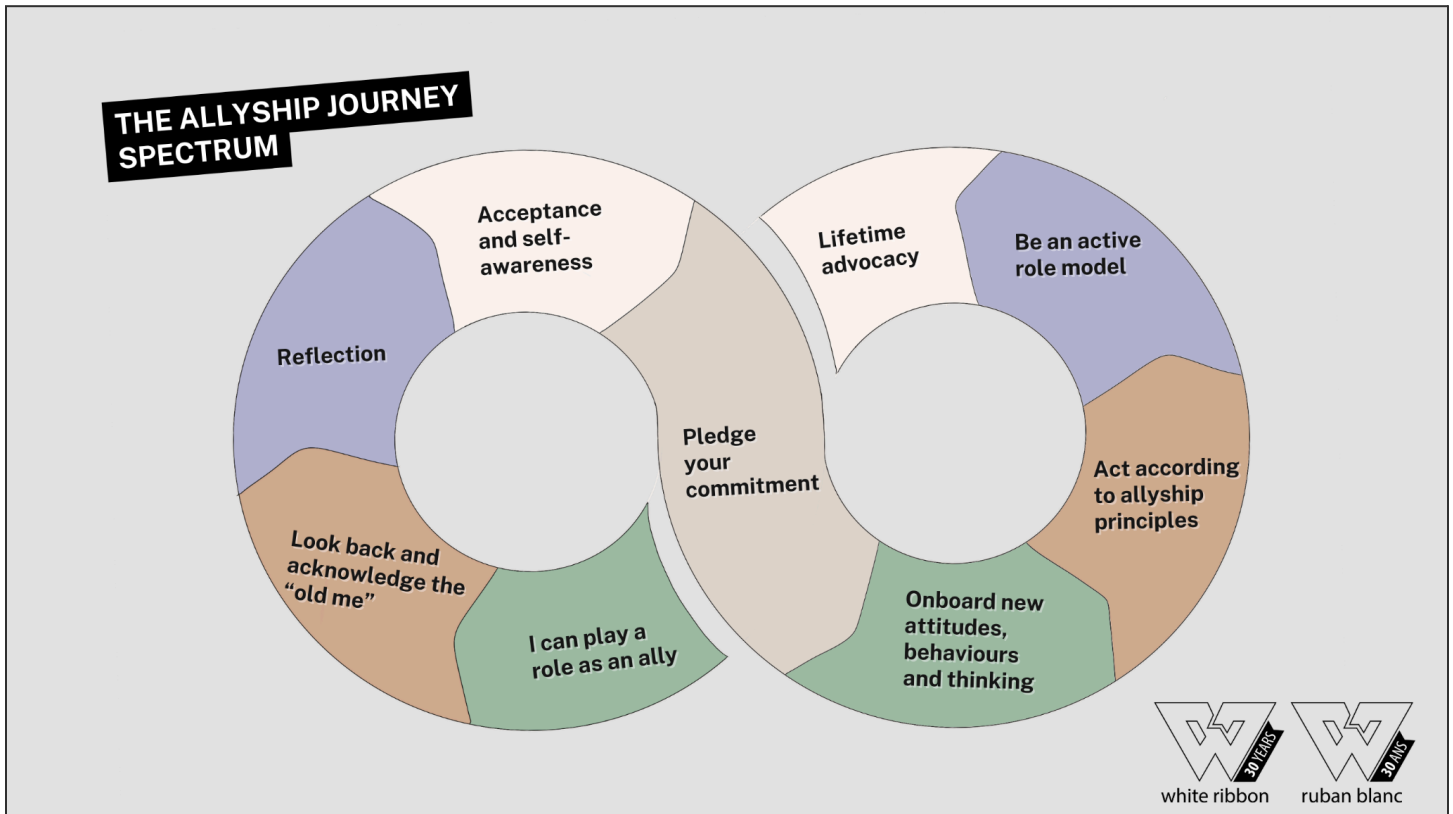 THE ALLYSHIP JOURNEY
SPECTRUM
Acceptance
and self-
awareness
Reflection
Look back and
acknowledge the
“old me”
I can play a
role as an ally
Pledge
your
commitment
Lifetime
advocacy
Be an active
role model
Act according
to allyship
principles
Onboard new
attitudes,
behaviours
and thinking
30 YEARS
white ribbon
30 ANS
ruban blanc